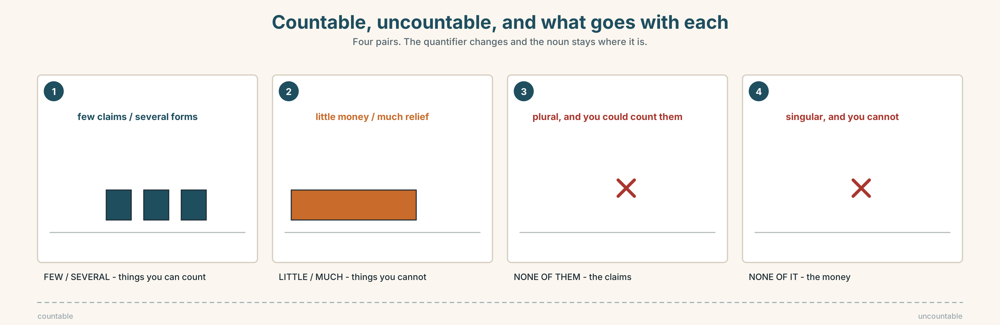 Countable, uncountable, and what goes with each
Four pairs. The quantifier changes and the noun stays where it is.
1
few claims / several forms
FEW / SEVERAL - things you can count
2
little money / much relief
LITTLE / MUCH - things you cannot
3
plural, and you could count them
NONE OF THEM - the claims
4
singular, and you cannot
NONE OF IT - the money
countable
uncountable